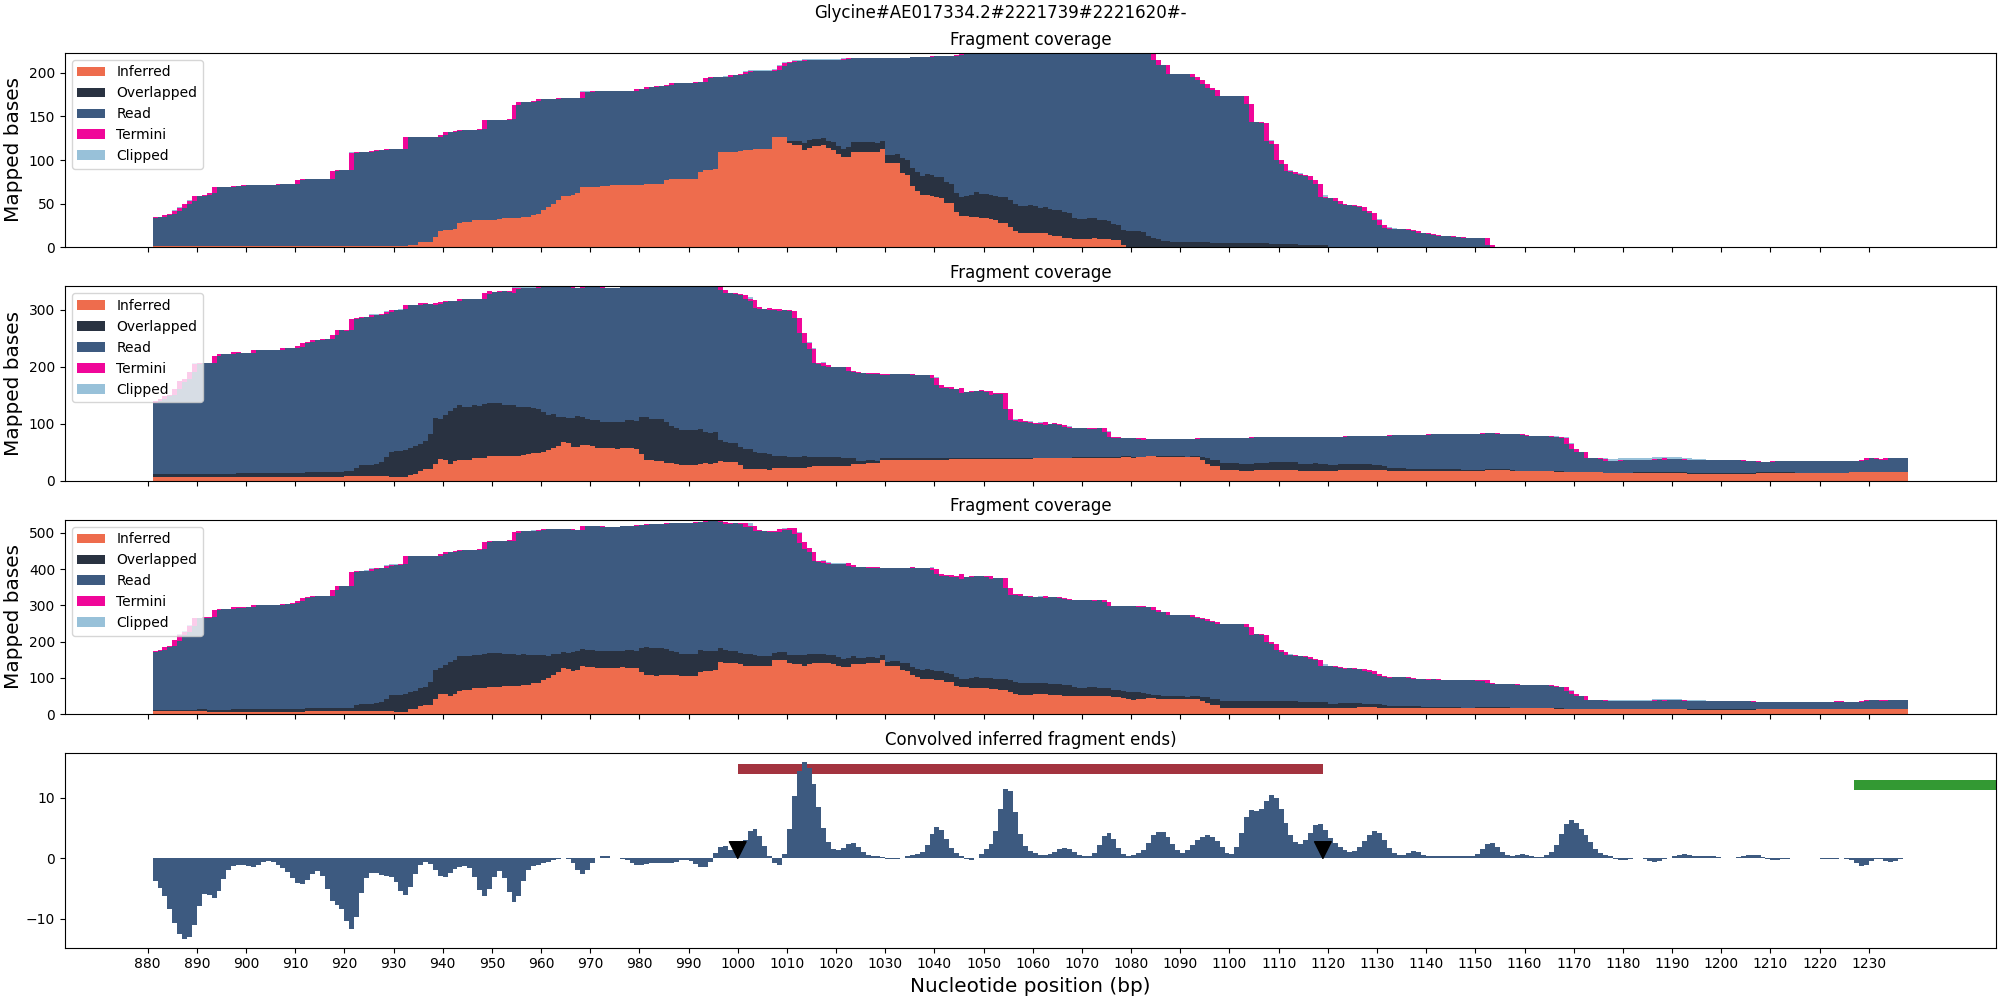 Glycine#AE017334.2#2221739#2221620#-
Fragment coverage
Mapped bases
200
150
100
50
0
Inferred
Overlapped
Read
Termini
Clipped
Fragment coverage
Mapped bases
300
200
100
0
Inferred
Overlapped
Read
Termini
Clipped
Fragment coverage
Mapped bases
500
400
300
200
100
0
Inferred
Overlapped
Read
Termini
Clipped
Convolved inferred fragment ends)
10
0
−10
880 890 900 910 920 930 940 950 960 970 980 990 1000 1010 1020 1030 1040 1050 1060 1070 1080 1090 1100 1110 1120 1130 1140 1150 1160 1170 1180 1190 1200 1210 1220 1230
Nucleotide position (bp)